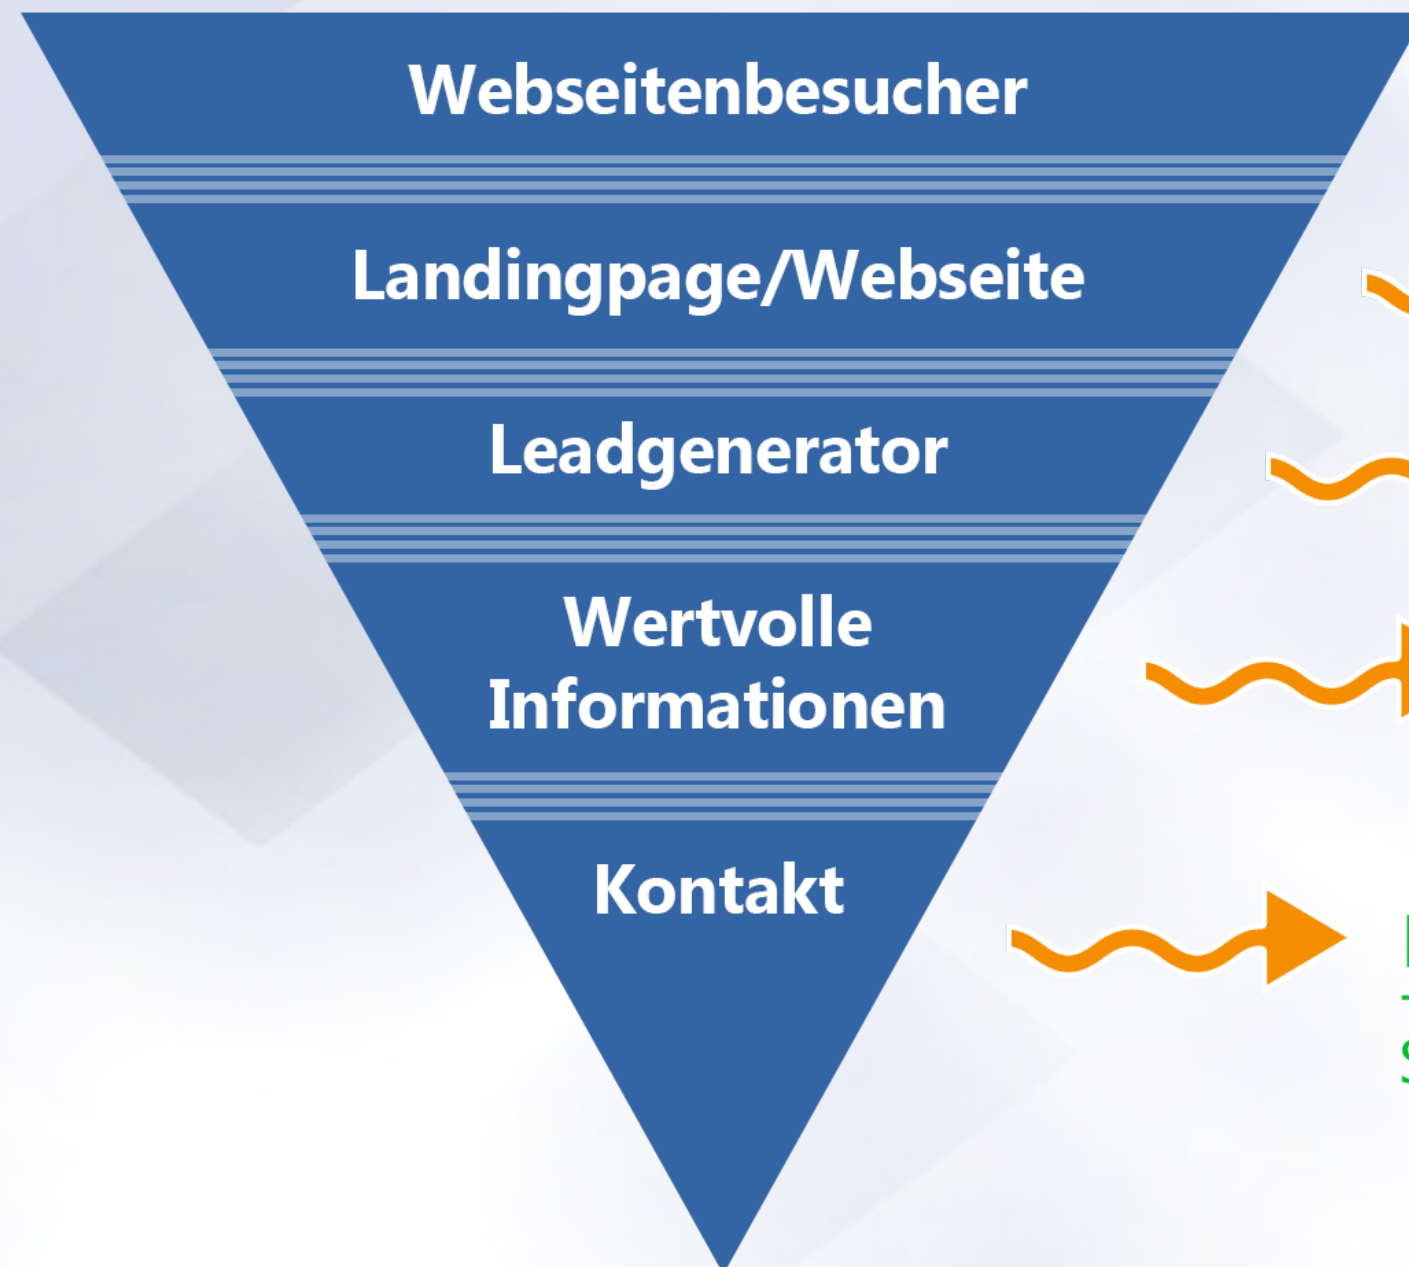 Webseitenbesucher
Landingpage/Webseite
Leadgenerator
Wertvolle
Informationen
Kontakt